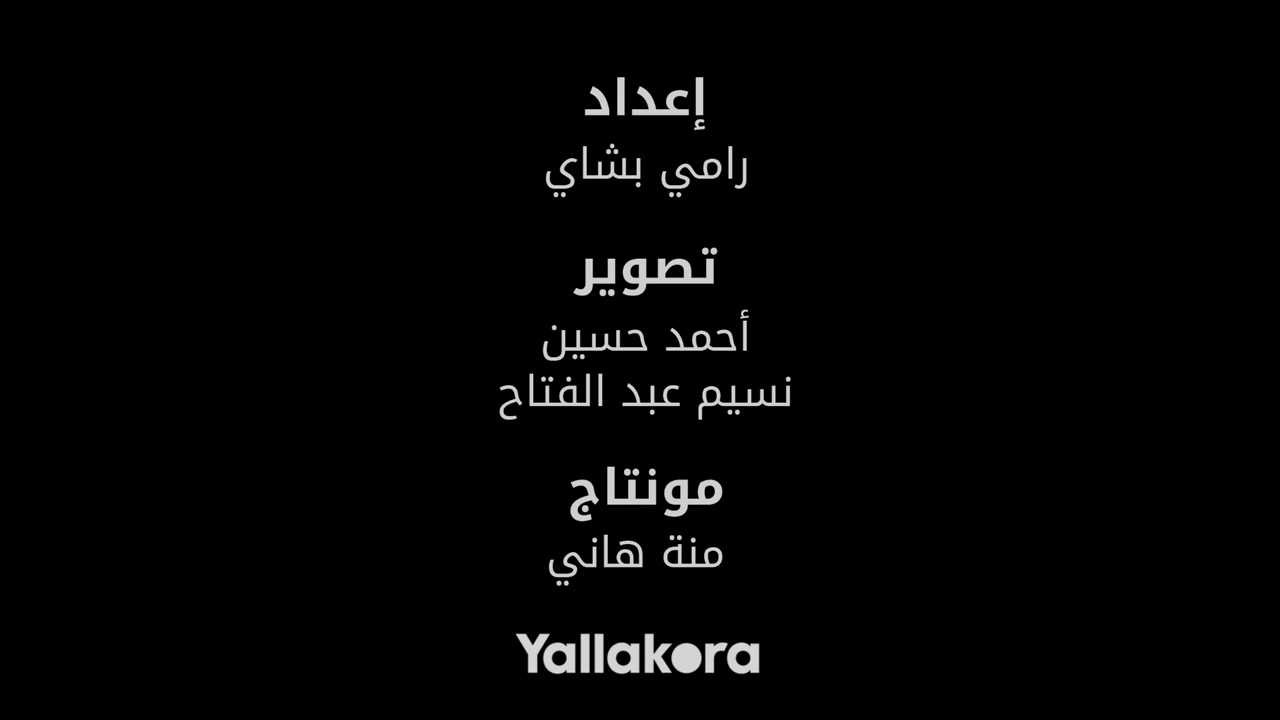 إعداد
رامي بشاي
تصوير
أحمد حسين
نسيم عبد الفتاح
مونتاج
منة هاني
Yallakora